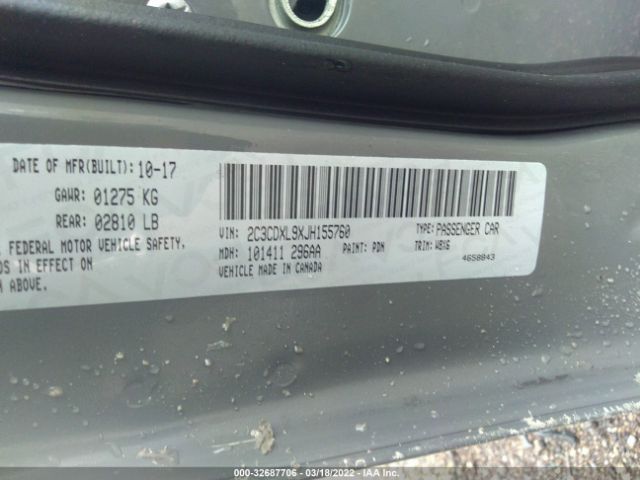 DATE OF MFR(BUILT): 10-17
GAWR: 01275 KG
REAR: 02810 LB
FEDERAL MOTOR VEHICLE SAFETY,
DS IN EFFECT ON
ABOVE.
VIN: 2C3CDXL9XJH155760
TYPE: PASSENGER CAR
MDH: 101411 296AA
PAINT: PDN
TRIM: W6X6
VEHICLE MADE IN CANADA
4658843
000-32687706 - 03/18/2022 - IAA Inc.